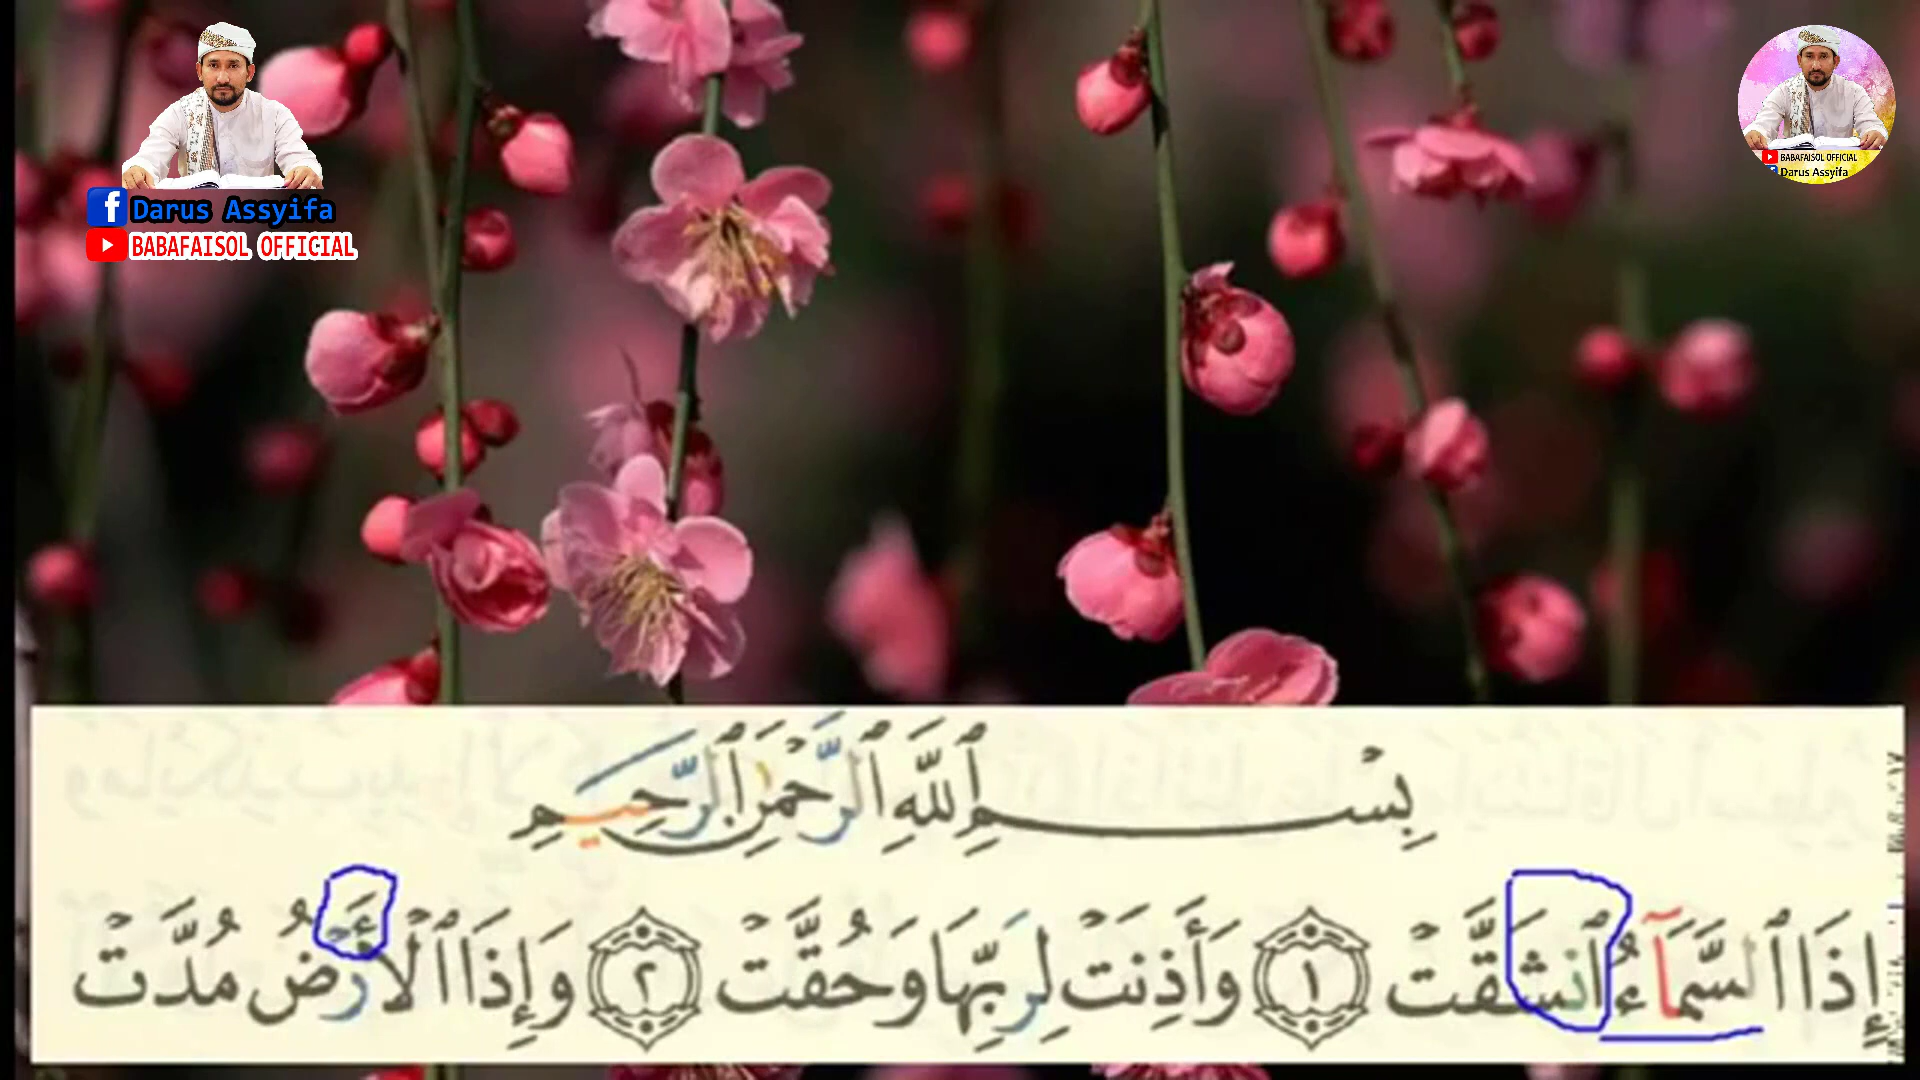 Darus Assyifa
BABAFAISOL OFFICIAL
BABAFAISOL OFFICIAL
Darus Assyifa
بِسْمِ ٱللَّهِ ٱلرَّحْمَٰنِ ٱلرَّحِيمِ
إِذَا ٱلسَّمَآءُ ٱنشَقَّتْ ١ وَأَذِنَتْ لِرَبِّهَا وَحُقَّتْ ٢ وَإِذَا ٱلْأَرْضُ مُدَّتْ